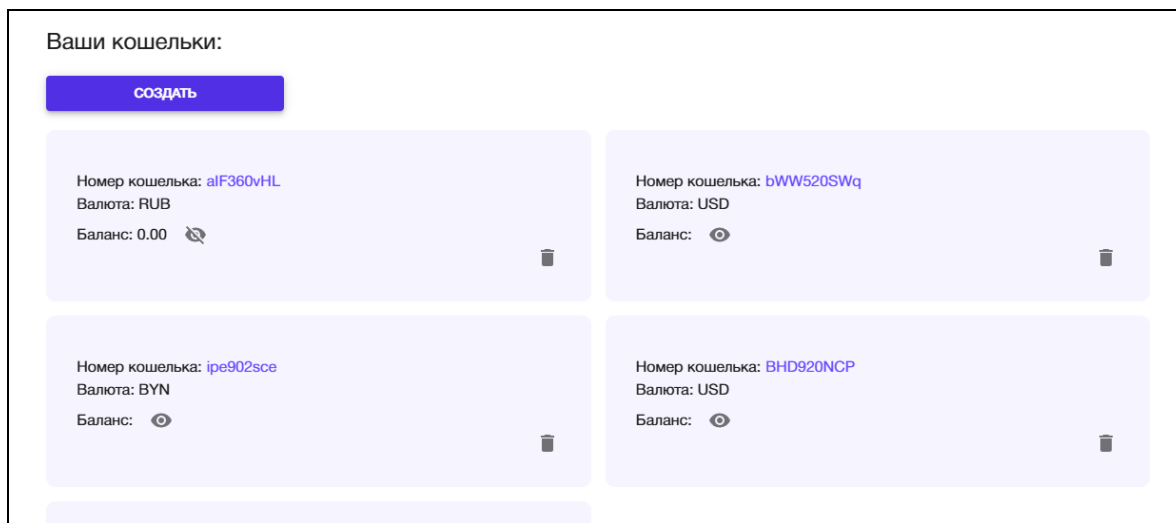 Ваши кошельки:
СОЗДАТЬ
Номер кошелька: alF360vHL
Валюта: RUB
Баланс: 0.00
Номер кошелька: bWW520SWq
Валюта: USD
Баланс:
Номер кошелька: ipe902sce
Валюта: BYN
Баланс:
Номер кошелька: BHD920NCP
Валюта: USD
Баланс: